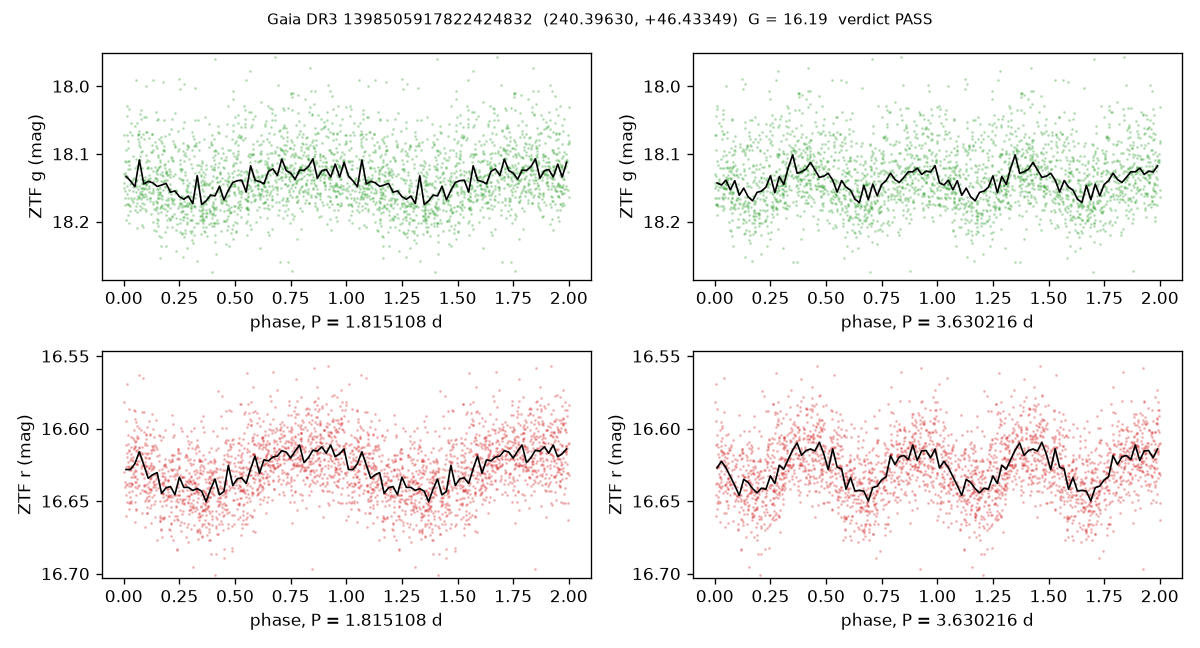 Gaia DR3 1398505917822424832 (240.39630, +46.43349) G = 16.19 verdict PASS
ZTF g (mag)
18.0
18.1
18.2
0.00 0.25 0.50 0.75 1.00 1.25 1.50 1.75 2.00
phase, P = 1.815108 d
ZTF g (mag)
18.0
18.1
18.2
0.00 0.25 0.50 0.75 1.00 1.25 1.50 1.75 2.00
phase, P = 3.630216 d
ZTF r (mag)
16.55
16.60
16.65
16.70
0.00 0.25 0.50 0.75 1.00 1.25 1.50 1.75 2.00
phase, P = 1.815108 d
ZTF r (mag)
16.55
16.60
16.65
16.70
0.00 0.25 0.50 0.75 1.00 1.25 1.50 1.75 2.00
phase, P = 3.630216 d